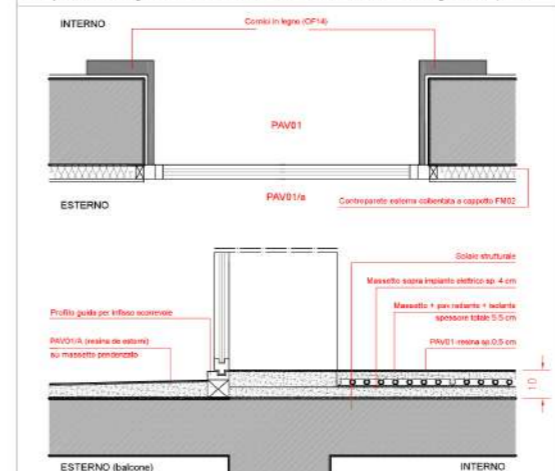 INTERNO
Cornici in legno (OF14)
PAV01
PAV01/a
ESTERNO
Controparete esterna coibentata a cappotto FM02
Solaio strutturale
Massetto sopra impianto elettrico sp. 4 cm
Massetto + pav radiante + isolante
spessore totale 5.5 cm
Profilo guida per infisso scorrevole
PAV01/A (resina da esterni)
su massetto pendenzato
PAV01-resina sp.0,5 cm
10
ESTERNO (balcone)
INTERNO